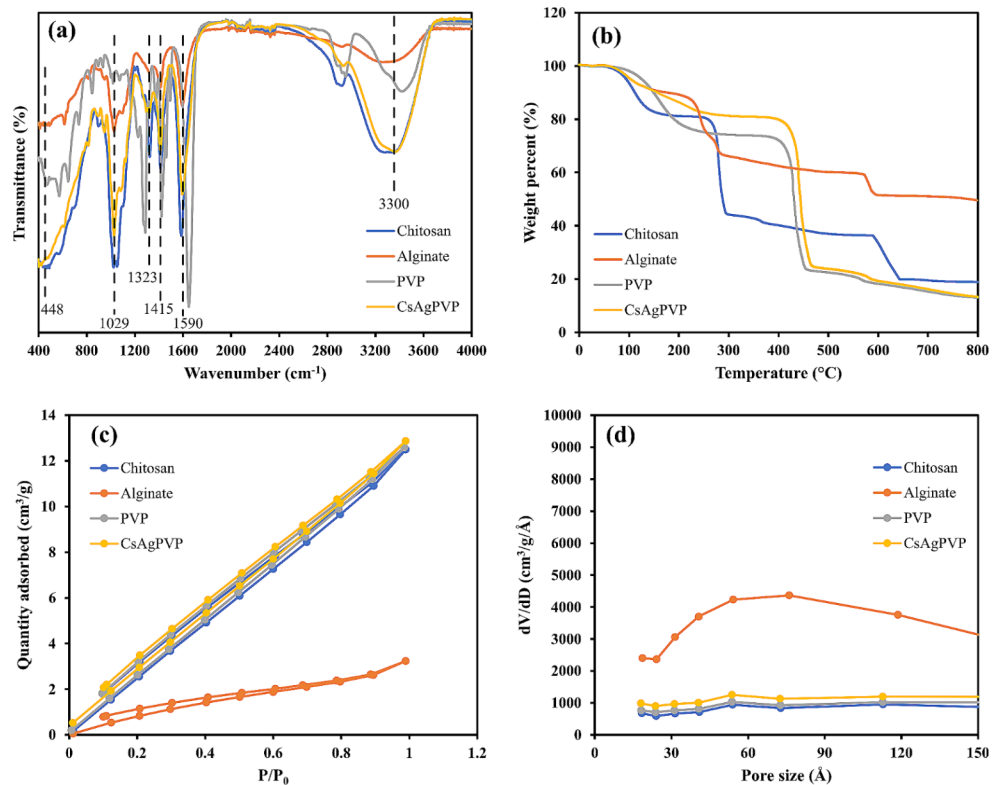 (a)
Transmittance (%)
448
1029
1323
1415
1590
3300
Chitosan
Alginate
PVP
CsAgPVP
400 800 1200 1600 2000 2400 2800 3200 3600 4000
Wavenumber (cm⁻¹)
(b)
Weight percent (%)
120
100
80
60
40
20
0
Chitosan
Alginate
PVP
CsAgPVP
0 100 200 300 400 500 600 700 800
Temperature (°C)
(c)
Quantity adsorbed (cm³/g)
14
12
10
8
6
4
2
0
Chitosan
Alginate
PVP
CsAgPVP
0 0.2 0.4 0.6 0.8 1 1.2
P/P₀
(d)
dV/dD (cm³/g/Å)
10000
9000
8000
7000
6000
5000
4000
3000
2000
1000
0
Chitosan
Alginate
PVP
CsAgPVP
0 30 60 90 120 150
Pore size (Å)